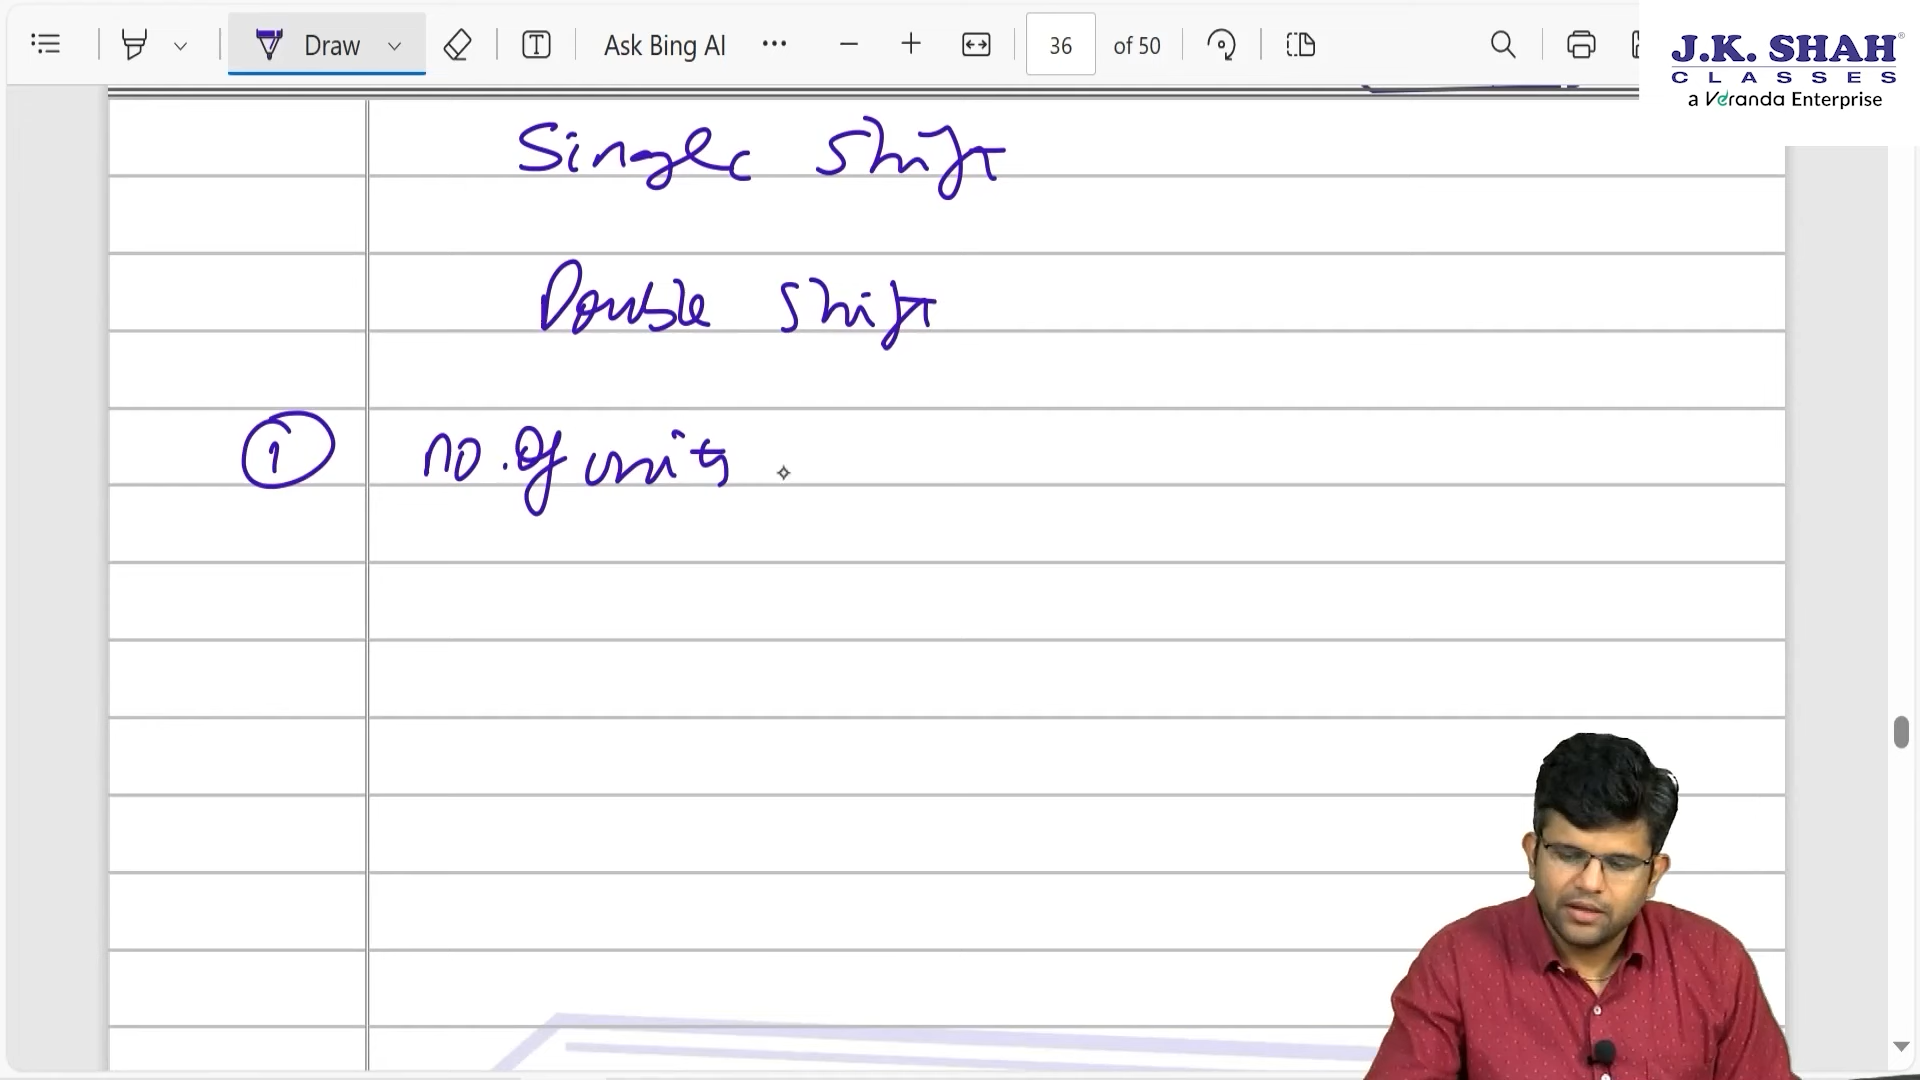 Draw
Ask Bing AI
36 of 50
J.K. SHAH®
CLASSES
a Veranda Enterprise
Single Shift
Double Shift
1 no. of units